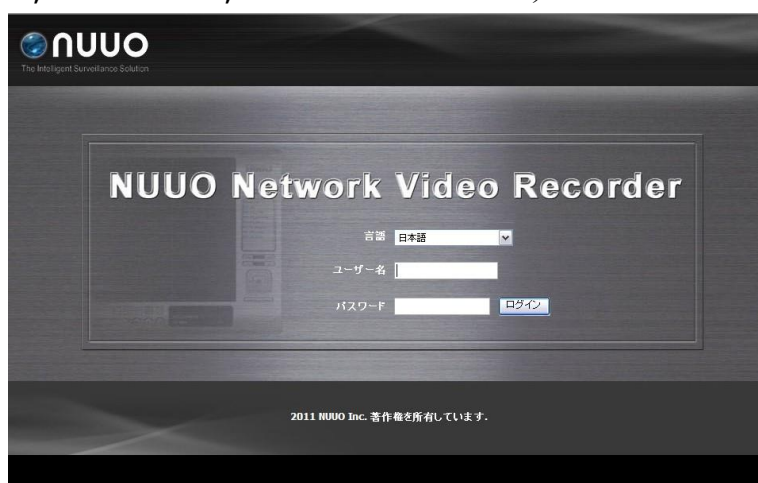 nuuo
The Intelligent Surveillance Solution
NUUO Network Video Recorder
言語 日本語
ユーザー名
パスワード ログイン
2011 NUUO Inc. 著作権を所有しています.